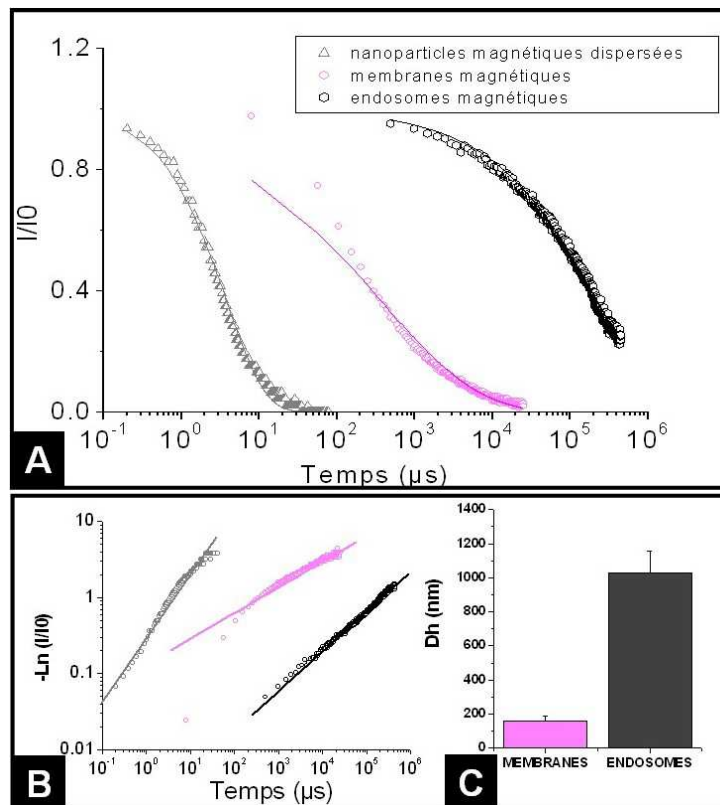 1.2
0.8
0.4
0.0
I/I0
nanoparticles magnétiques dispersées
membranes magnétiques
endosomes magnétiques
10-1 100 101 102 103 104 105 106
Temps (µs)
A
10
1
0.1
0.01
-Ln (I/I0)
10-1 100 101 102 103 104 105 106
Temps (µs)
B
1400
1200
1000
800
600
400
200
0
Dh (nm)
MEMBRANES ENDOSOMES
C